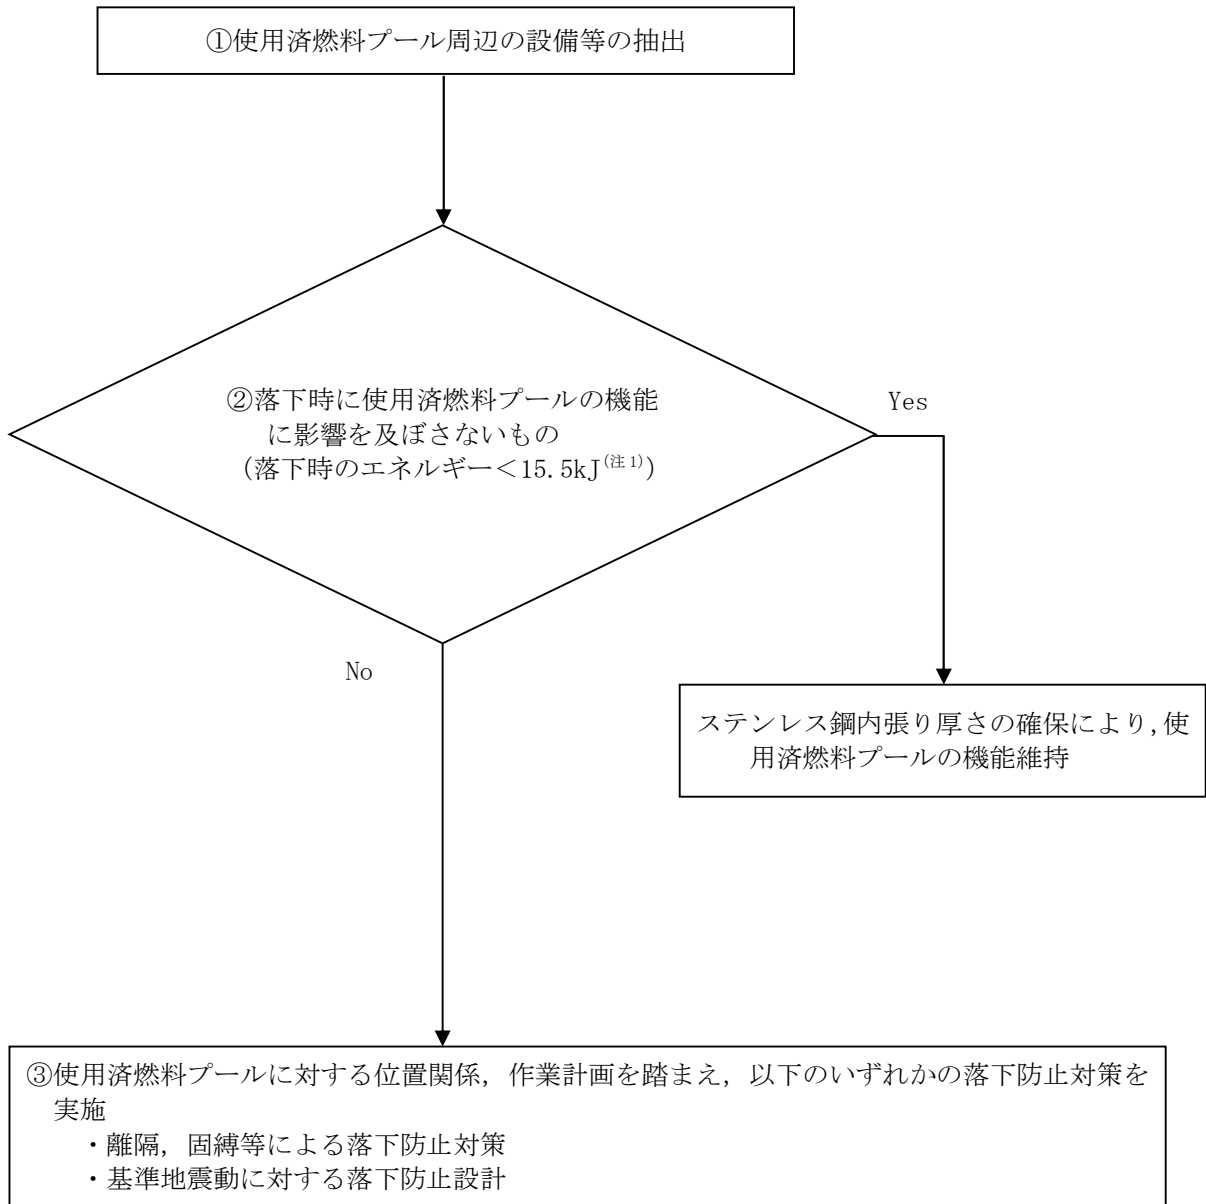 ①使用済燃料プール周辺の設備等の抽出
②落下時に使用済燃料プールの機能
に影響を及ぼさないもの
(落下時のエネルギー<15.5kJ(注1))
Yes
No
ステンレス鋼内張り厚さの確保により,使
用済燃料プールの機能維持
③使用済燃料プールに対する位置関係，作業計画を踏まえ，以下のいずれかの落下防止対策を
実施
・離隔，固縛等による落下防止対策
・基準地震動に対する落下防止設計